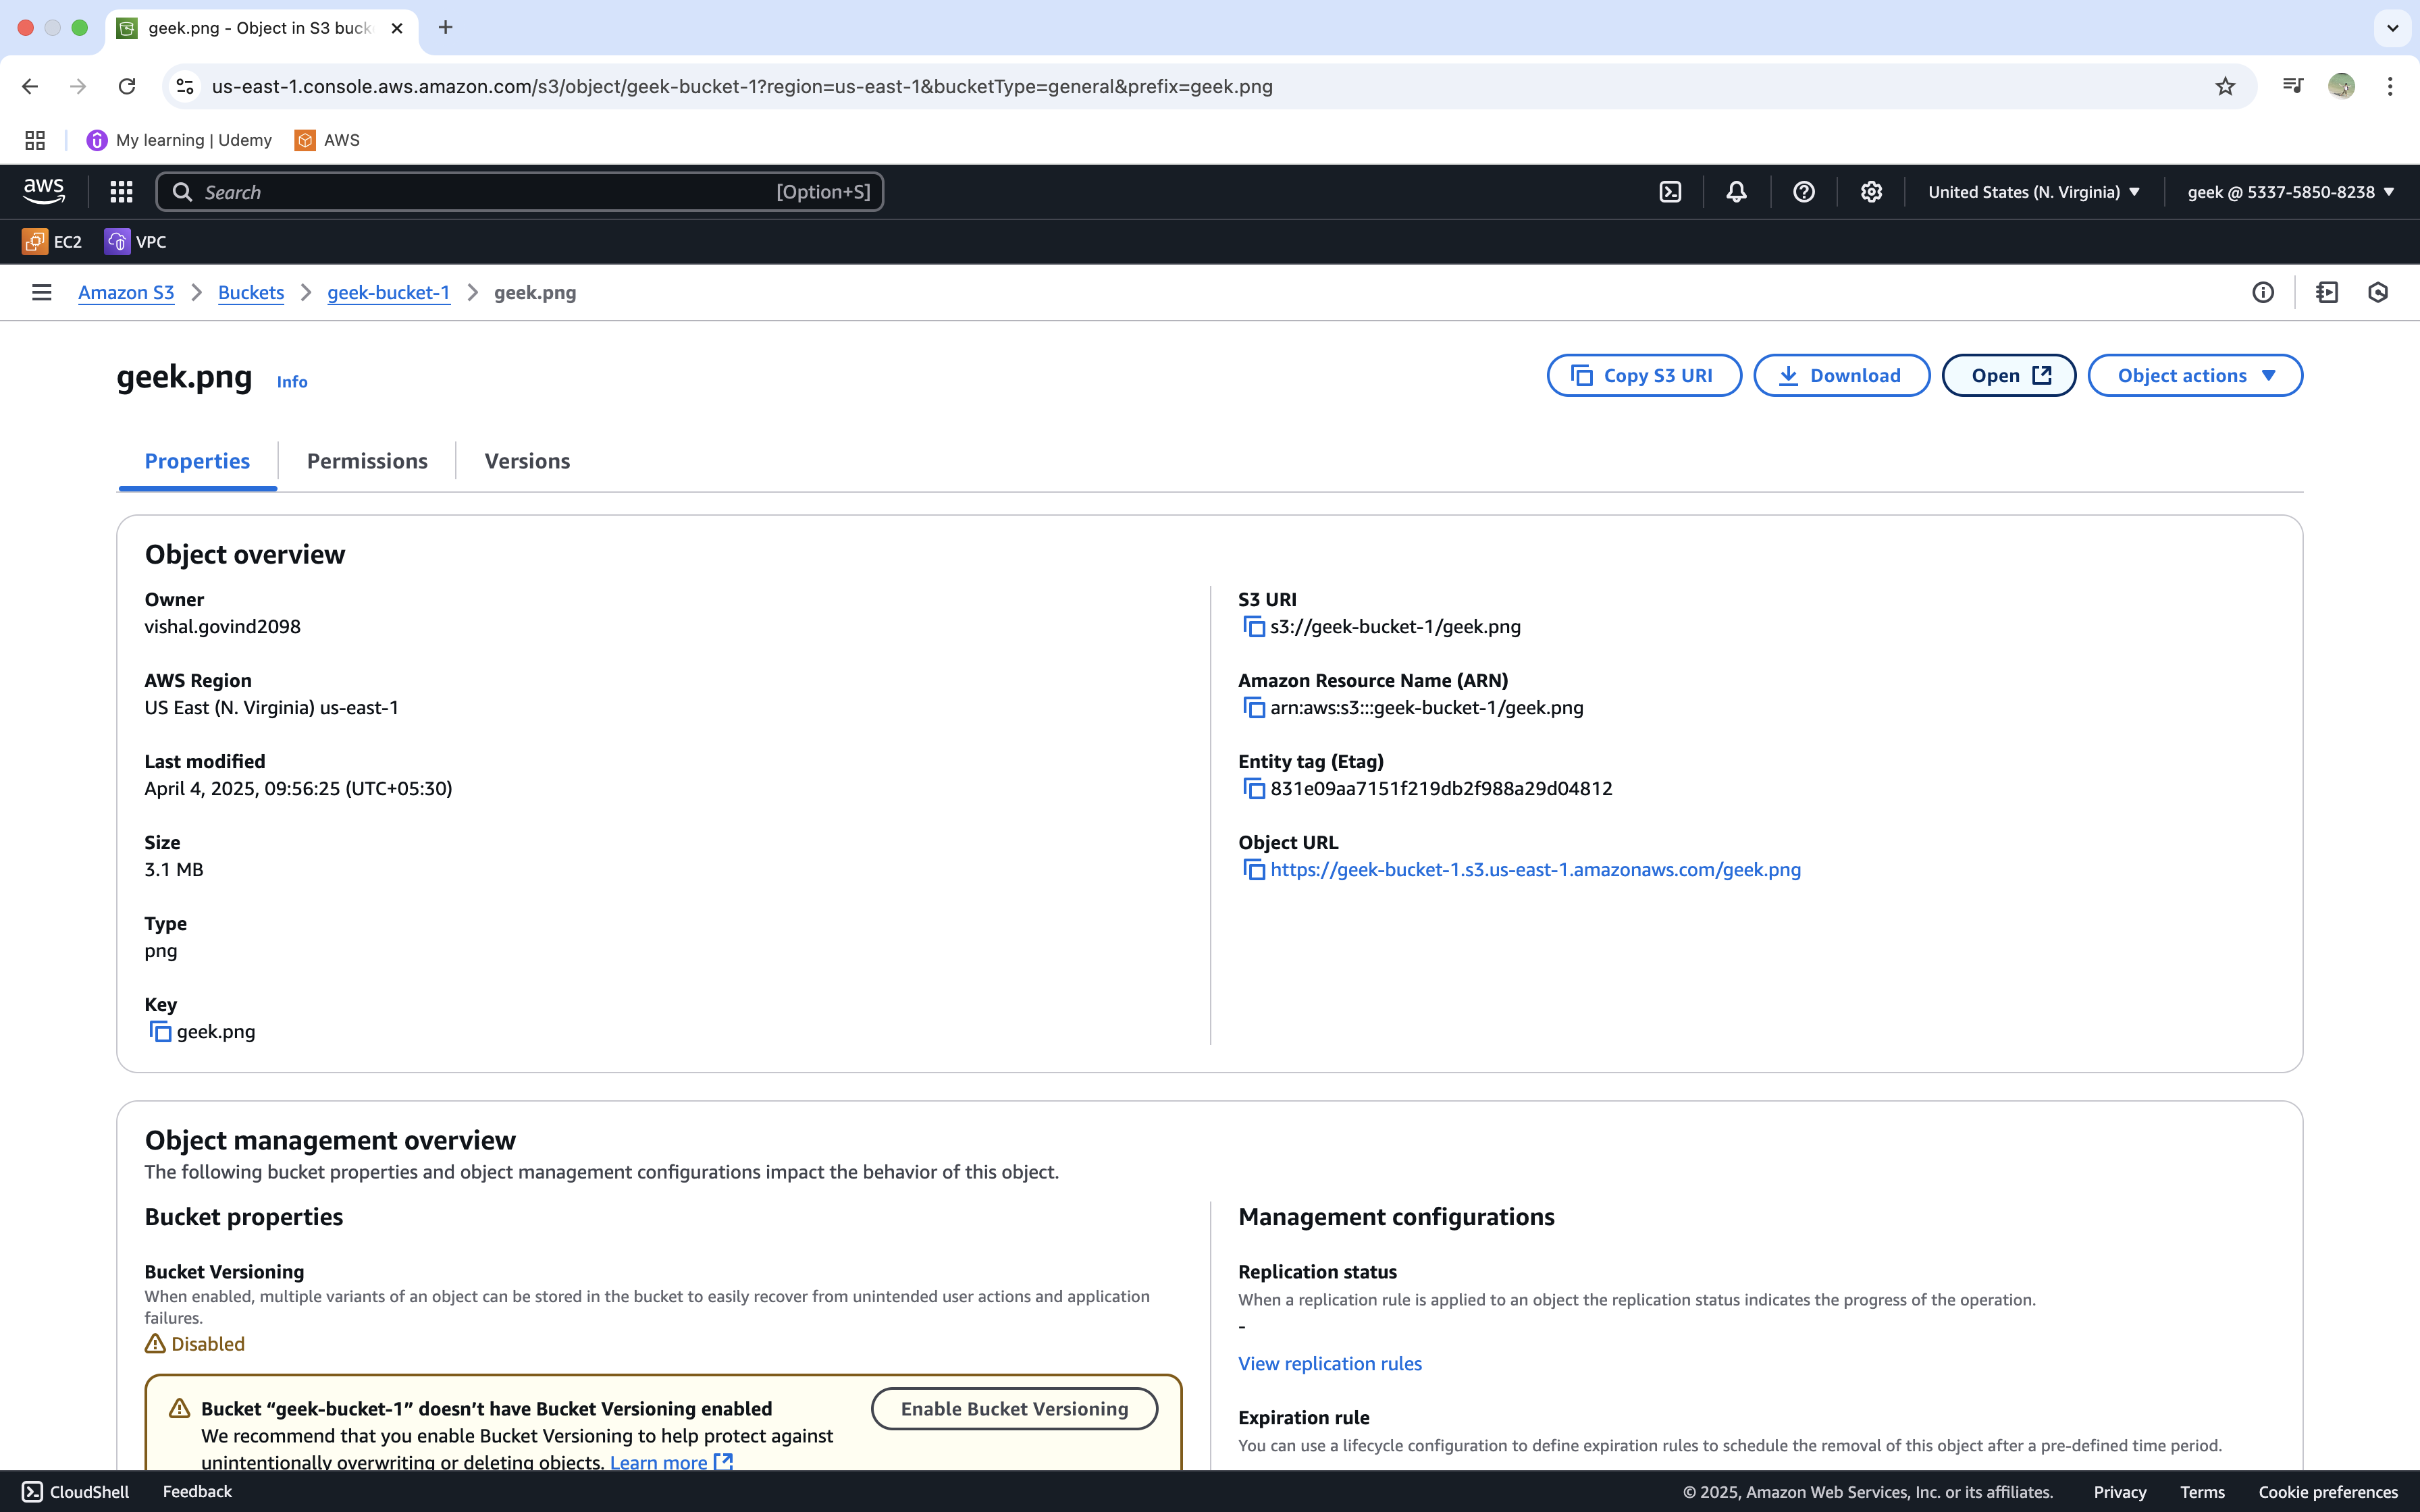 geek.png - Object in S3 buck
us-east-1.console.aws.amazon.com/s3/object/geek-bucket-1?region=us-east-1&bucketType=general&prefix=geek.png
My learning | Udemy
AWS
aws
Search
[Option+S]
United States (N. Virginia)
geek @ 5337-5850-8238
EC2
VPC
Amazon S3
Buckets
geek-bucket-1
geek.png
geek.png
Info
Copy S3 URI
Download
Open
Object actions
Properties
Permissions
Versions
Object overview
Owner
vishal.govind2098
AWS Region
US East (N. Virginia) us-east-1
Last modified
April 4, 2025, 09:56:25 (UTC+05:30)
Size
3.1 MB
Type
png
Key
geek.png
S3 URI
s3://geek-bucket-1/geek.png
Amazon Resource Name (ARN)
arn:aws:s3:::geek-bucket-1/geek.png
Entity tag (Etag)
831e09aa7151f219db2f988a29d04812
Object URL
https://geek-bucket-1.s3.us-east-1.amazonaws.com/geek.png
Object management overview
The following bucket properties and object management configurations impact the behavior of this object.
Bucket properties
Bucket Versioning
When enabled, multiple variants of an object can be stored in the bucket to easily recover from unintended user actions and application
failures.
Disabled
Bucket “geek-bucket-1” doesn’t have Bucket Versioning enabled
We recommend that you enable Bucket Versioning to help protect against
unintentionally overwriting or deleting objects. Learn more
Enable Bucket Versioning
Management configurations
Replication status
When a replication rule is applied to an object the replication status indicates the progress of the operation.
-
View replication rules
Expiration rule
You can use a lifecycle configuration to define expiration rules to schedule the removal of this object after a pre-defined time period.
CloudShell
Feedback
© 2025, Amazon Web Services, Inc. or its affiliates.
Privacy
Terms
Cookie preferences